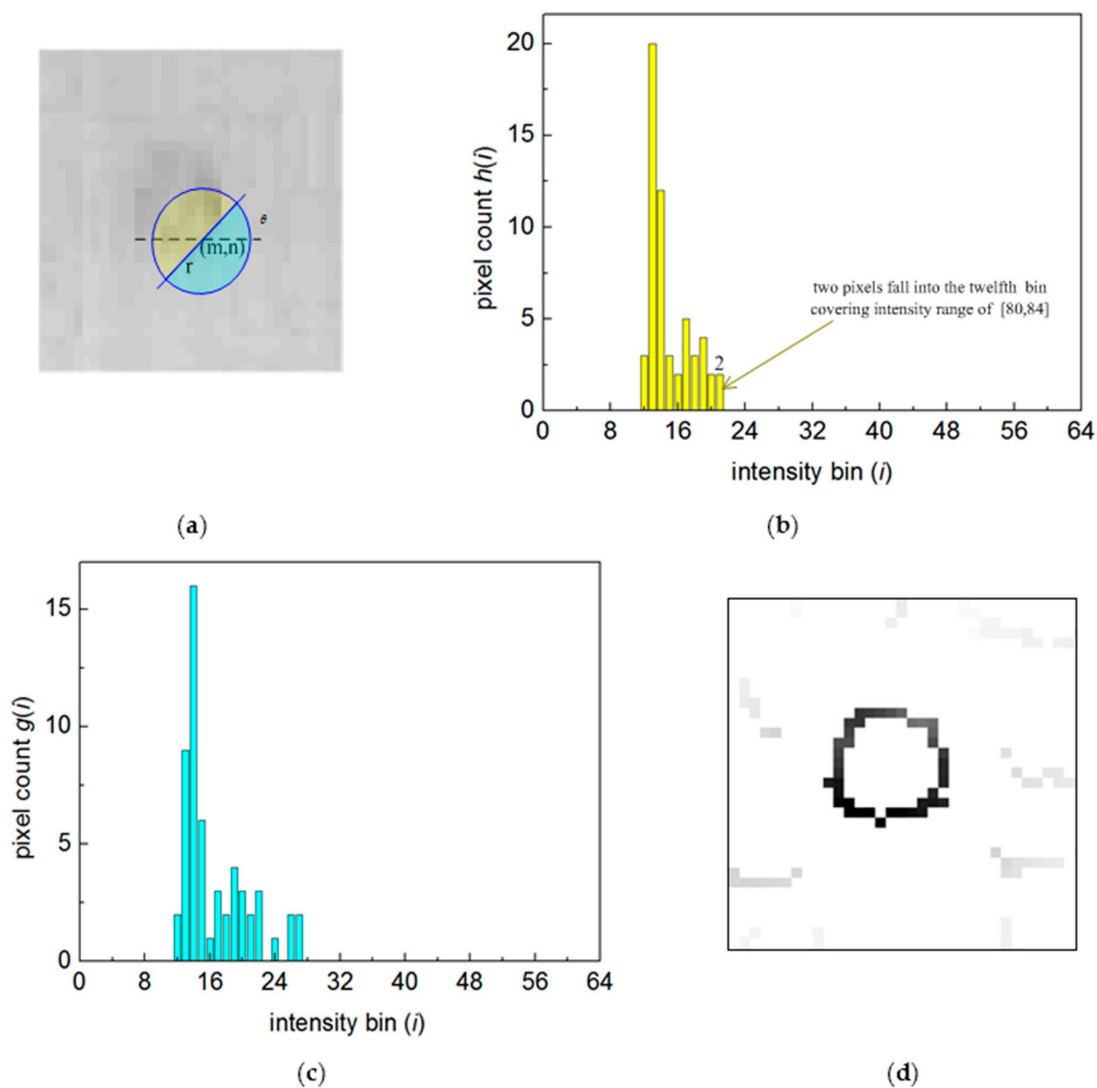 θ
(m,n)
r
(a)
pixel count h(i)
20
15
10
5
0
two pixels fall into the twelfth bin
covering intensity range of [80,84]
2
0 8 16 24 32 40 48 56 64
intensity bin (i)
(b)
pixel count g(i)
15
10
5
0
0 8 16 24 32 40 48 56 64
intensity bin (i)
(c)
(d)